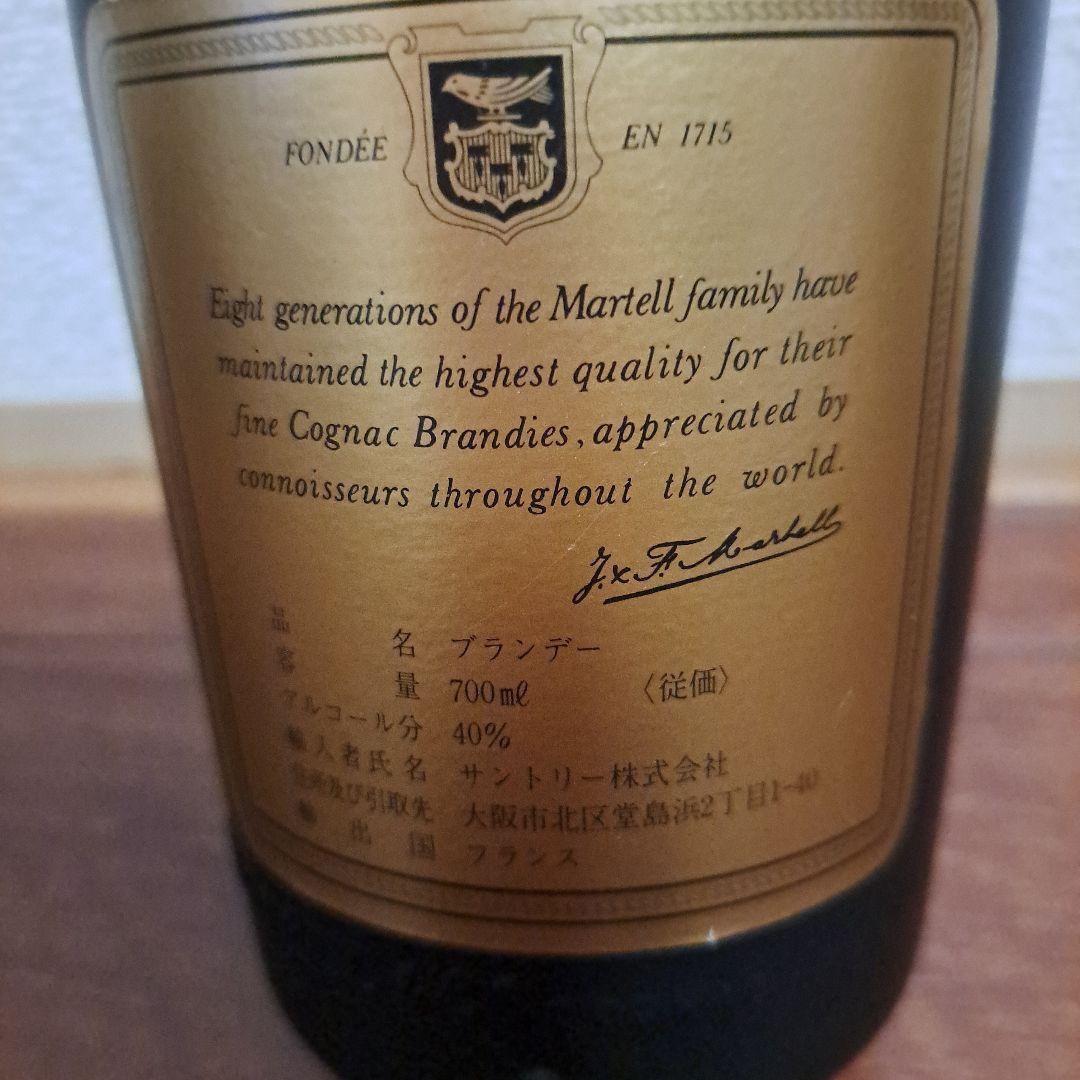 FONDÉE EN 1715
Eight generations of the Martell family have
maintained the highest quality for their
fine Cognac Brandies, appreciated by
connoisseurs throughout the world.
J. & F. Martell
品名 ブランデー
容量 700mℓ 〈従価〉
アルコール分 40%
輸入者氏名 サントリー株式会社
住所及び引取先 大阪市北区堂島浜2丁目1-40
輸出国 フランス